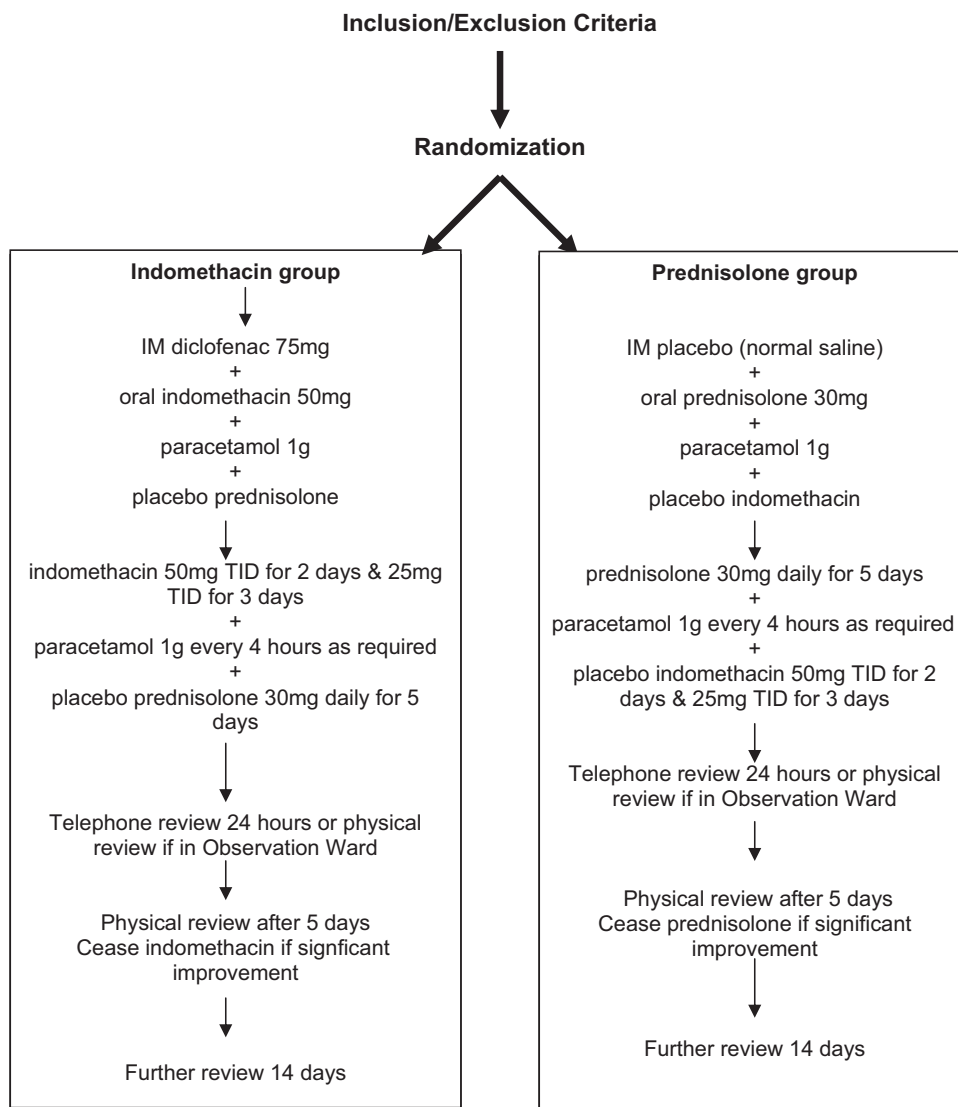 Inclusion/Exclusion Criteria
Randomization
Indomethacin group
IM diclofenac 75mg
+
oral indomethacin 50mg
+
paracetamol 1g
+
placebo prednisolone
indomethacin 50mg TID for 2 days & 25mg
TID for 3 days
+
paracetamol 1g every 4 hours as required
+
placebo prednisolone 30mg daily for 5
days
Telephone review 24 hours or physical
review if in Observation Ward
Physical review after 5 days
Cease indomethacin if signficant
improvement
Further review 14 days
Prednisolone group
IM placebo (normal saline)
+
oral prednisolone 30mg
+
paracetamol 1g
+
placebo indomethacin
prednisolone 30mg daily for 5 days
+
paracetamol 1g every 4 hours as required
+
placebo indomethacin 50mg TID for 2
days & 25mg TID for 3 days
Telephone review 24 hours or physical
review if in Observation Ward
Physical review after 5 days
Cease prednisolone if significant
improvement
Further review 14 days